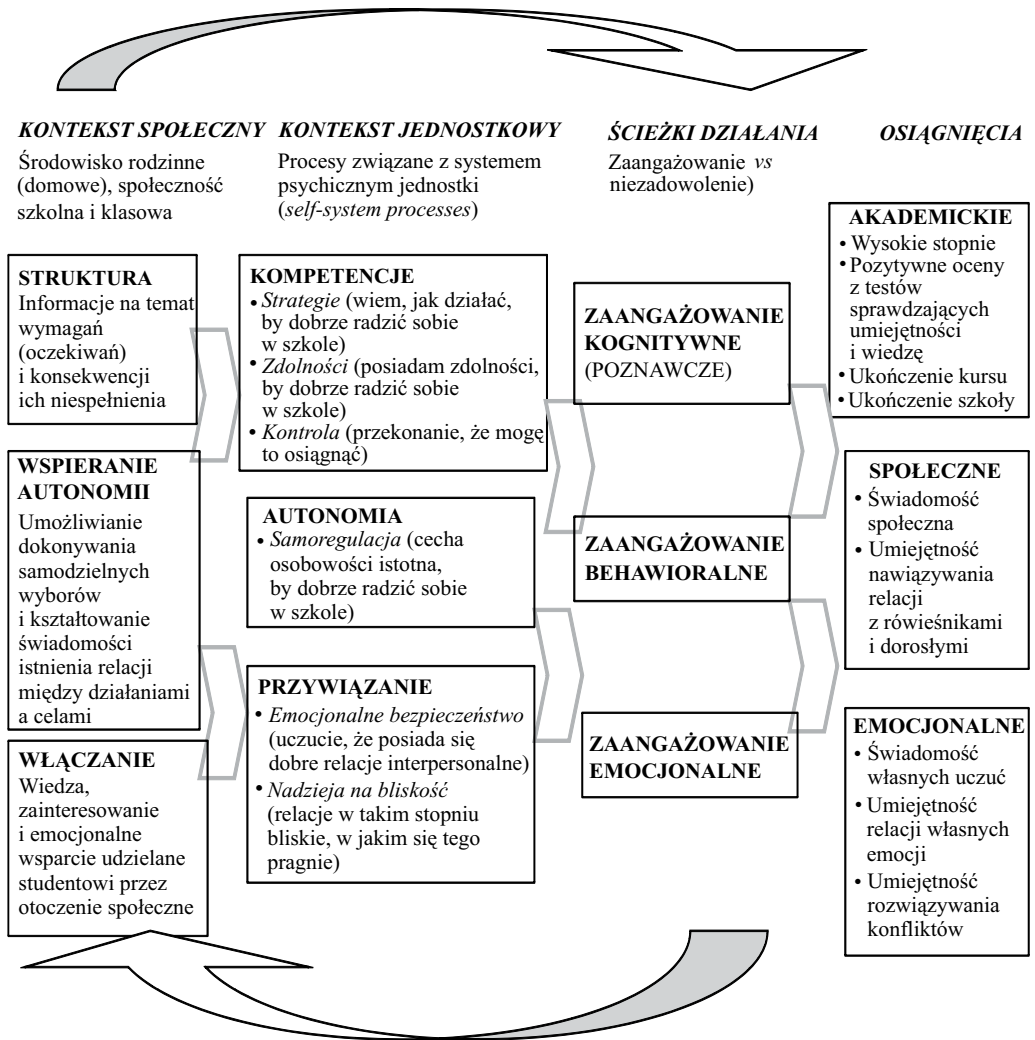 KONTEKST SPOŁECZNY
Środowisko rodzinne
(domowe), społeczność
szkolna i klasowa
KONTEKST JEDNOSTKOWY
Procesy związane z systemem
psychicznym jednostki
(self-system processes)
ŚCIEŻKI DZIAŁANIA
Zaangażowanie vs
niezadowolenie)
OSIĄGNIĘCIA
STRUKTURA
Informacje na temat
wymagań
(oczekiwań)
i konsekwencji
ich niespełnienia
WSPIERANIE
AUTONOMII
Umożliwianie
dokonywania
samodzielnych
wyborów
i kształtowanie
świadomości
istnienia relacji
między działaniami
a celami
WŁĄCZANIE
Wiedza,
zainteresowanie
i emocjonalne
wsparcie udzielane
studentowi przez
otoczenie społeczne
KOMPETENCJE
• Strategie (wiem, jak działać,
by dobrze radzić sobie
w szkole)
• Zdolności (posiadam zdolności,
by dobrze radzić sobie
w szkole)
• Kontrola (przekonanie, że mogę
to osiągnąć)
AUTONOMIA
• Samoregulacja (cecha
osobowości istotna,
by dobrze radzić sobie
w szkole)
PRZYWIĄZANIE
• Emocjonalne bezpieczeństwo
(uczucie, że posiada się
dobre relacje interpersonalne)
• Nadzieja na bliskość
(relacje w takim stopniu
bliskie, w jakim się tego
pragnie)
ZAANGAŻOWANIE
KOGNITYWNE
(POZNAWCZE)
ZAANGAŻOWANIE
BEHAWIORALNE
ZAANGAŻOWANIE
EMOCJONALNE
AKADEMICKIE
• Wysokie stopnie
• Pozytywne oceny
z testów
sprawdzających
umiejętności
i wiedzę
• Ukończenie kursu
• Ukończenie szkoły
SPOŁECZNE
• Świadomość
społeczna
• Umiejętność
nawiązywania
relacji
z rówieśnikami
i dorosłymi
EMOCJONALNE
• Świadomość
własnych uczuć
• Umiejętność
relacji własnych
emocji
• Umiejętność
rozwiązywania
konfliktów